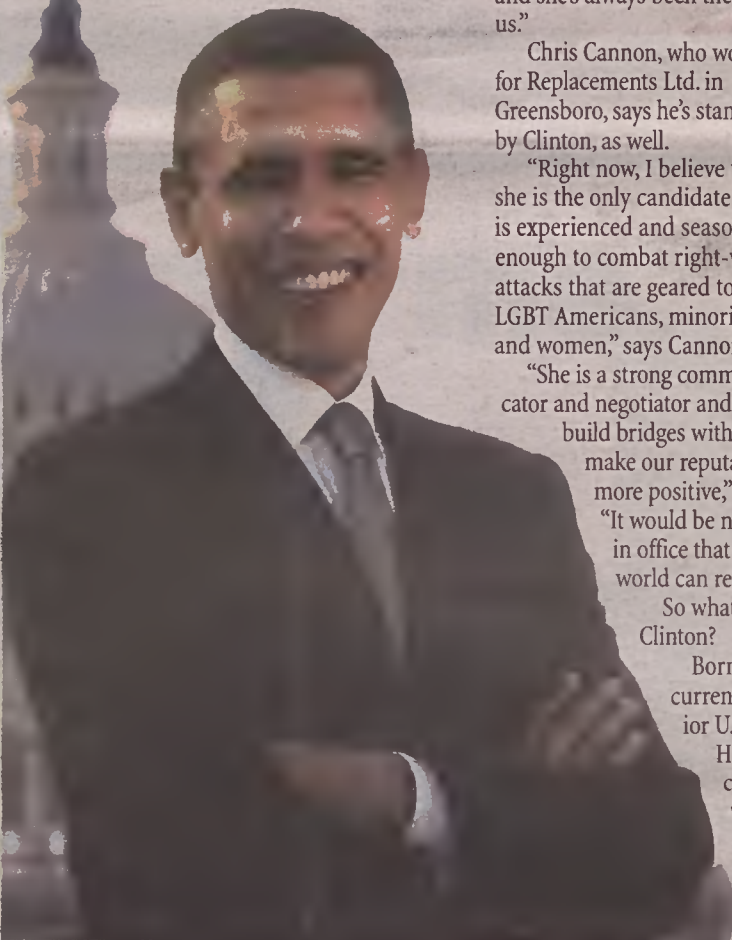 and she's always been the
us."
Chris Cannon, who wo
for Replacements Ltd. in
Greensboro, says he's stan
by Clinton, as well.
"Right now, I believe
she is the only candidate
is experienced and seaso
enough to combat right-
attacks that are geared to
LGBT Americans, minori
and women," says Canno
"She is a strong comm
cator and negotiator and
build bridges with
make our reputa
more positive,"
"It would be n
in office that
world can re
So what
Clinton?
Born
curren
ior U.
H
c